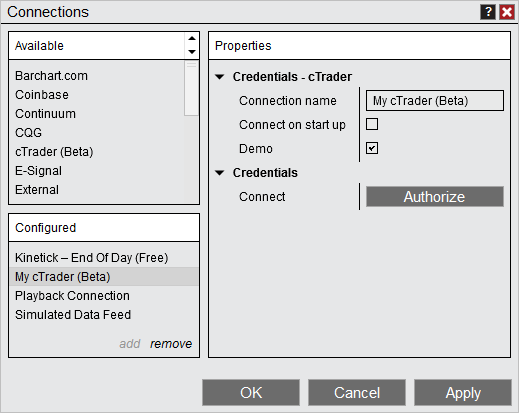 Connections
?
Available
Barchart.com
Coinbase
Continuum
CQG
cTrader (Beta)
E-Signal
External
Configured
Kinetick – End Of Day (Free)
My cTrader (Beta)
Playback Connection
Simulated Data Feed
add remove
Properties
Credentials - cTrader
Connection name My cTrader (Beta)
Connect on start up
Demo
Credentials
Connect Authorize
OK Cancel Apply